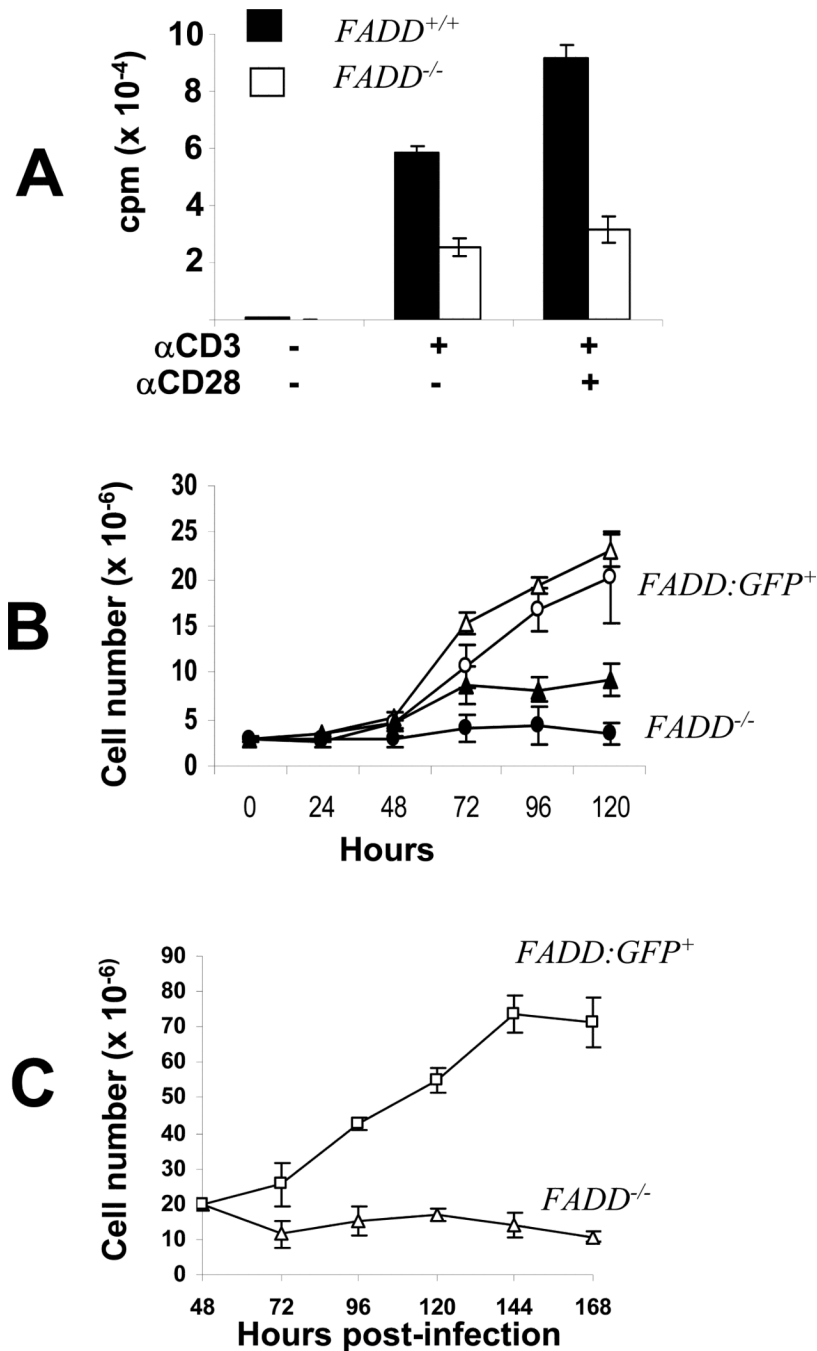 A
cpm (x 10⁻⁴)
10
8
6
4
2
FADD⁺/⁺
FADD⁻/⁻
αCD3 - + +
αCD28 - - +
B
Cell number (x 10⁻⁶)
30
25
20
15
10
5
0
FADD:GFP⁺
FADD⁻/⁻
0 24 48 72 96 120
Hours
C
Cell number (x 10⁻⁶)
90
80
70
60
50
40
30
20
10
0
FADD:GFP⁺
FADD⁻/⁻
48 72 96 120 144 168
Hours post-infection